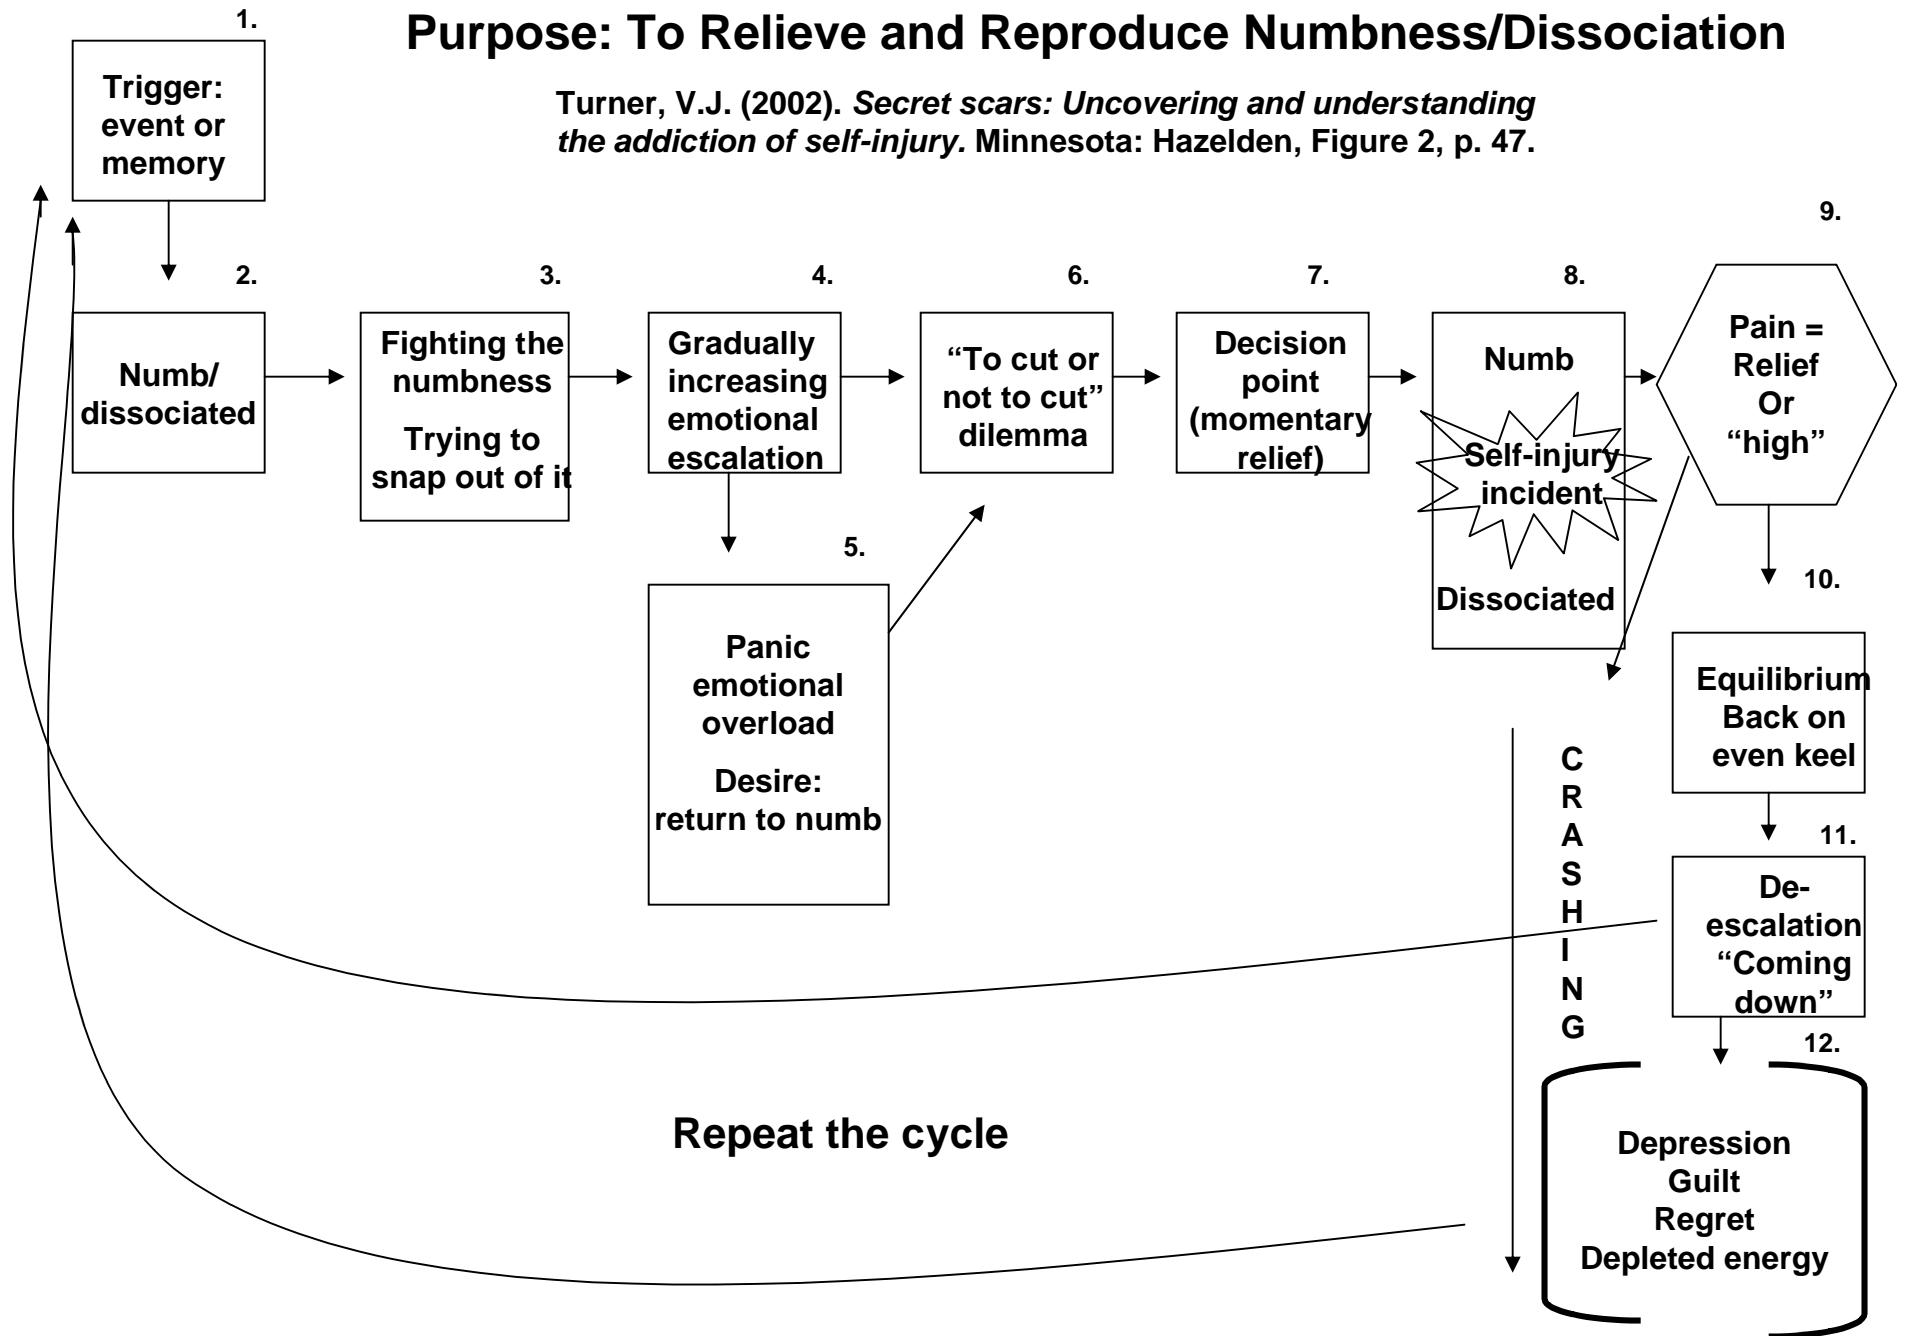 Purpose: To Relieve and Reproduce Numbness/Dissociation
Turner, V.J. (2002). Secret scars: Uncovering and understanding
the addiction of self-injury. Minnesota: Hazelden, Figure 2, p. 47.
1.
Trigger:
event or
memory
2.
Numb/
dissociated
3.
Fighting the
numbness
Trying to
snap out of it
4.
Gradually
increasing
emotional
escalation
5.
Panic
emotional
overload
Desire:
return to numb
6.
“To cut or
not to cut”
dilemma
7.
Decision
point
(momentary
relief)
8.
Numb
Self-injury
incident
Dissociated
9.
Pain =
Relief
Or
“high”
10.
Equilibrium
Back on
even keel
11.
De-
escalation
“Coming
down”
12.
Depression
Guilt
Regret
Depleted energy
C
R
A
S
H
I
N
G
Repeat the cycle